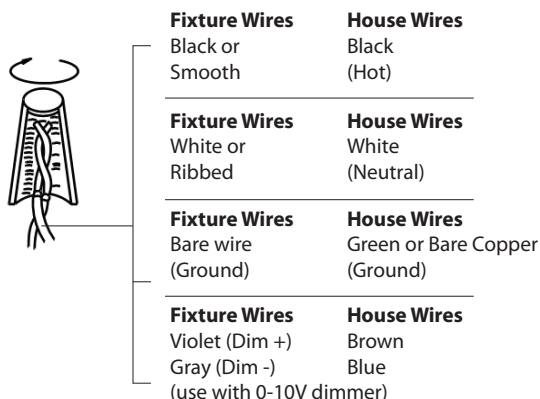 Fixture Wires House Wires
Black or Black
Smooth (Hot)
Fixture Wires House Wires
White or White
Ribbed (Neutral)
Fixture Wires House Wires
Bare wire Green or Bare Copper
(Ground) (Ground)
Fixture Wires House Wires
Violet (Dim +) Brown
Gray (Dim -) Blue
(use with 0-10V dimmer)